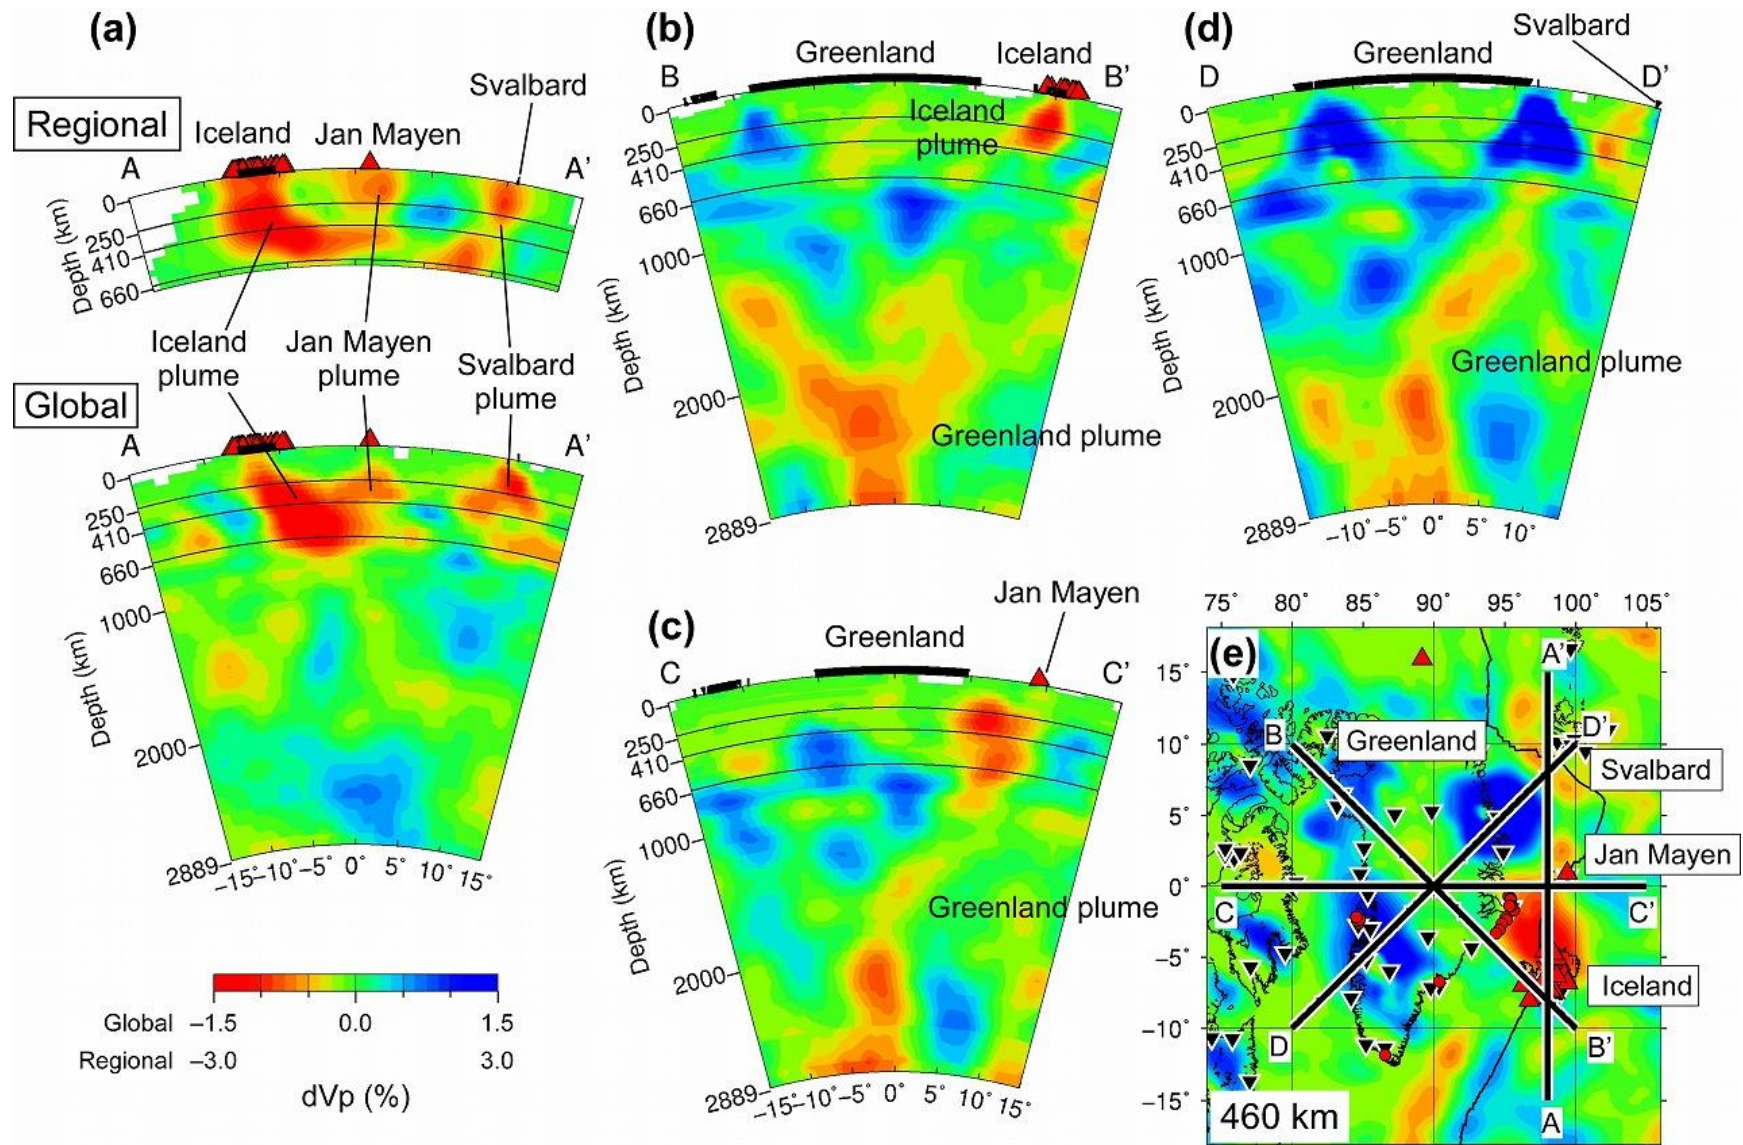 (a)
Regional
Iceland
Jan Mayen
Svalbard
A
A'
0
250
410
660
Depth (km)
Iceland
plume
Jan Mayen
plume
Svalbard
plume
Global
A
A'
0
250
410
660
1000
2000
2889
Depth (km)
−15˚
−10˚
−5˚
0˚
5˚
10˚
15˚
Global −1.5 0.0 1.5
Regional −3.0 3.0
dVp (%)
(b)
Greenland
Iceland
B
B'
0
250
410
660
1000
2000
2889
Depth (km)
Iceland
plume
Greenland plume
(c)
Greenland
Jan Mayen
C
C'
0
250
410
660
1000
2000
2889
Depth (km)
Greenland plume
−15˚
−10˚
−5˚
0˚
5˚
10˚
15˚
(d)
Greenland
Svalbard
D
D'
0
250
410
660
1000
2000
2889
Depth (km)
Greenland plume
−10˚
−5˚
0˚
5˚
10˚
75˚ 80˚ 85˚ 90˚ 95˚ 100˚ 105˚
(e)
A'
15˚
B
Greenland
D'
10˚
Svalbard
5˚
Jan Mayen
0˚
C
C'
−5˚
Iceland
−10˚
D
B'
−15˚
460 km
A